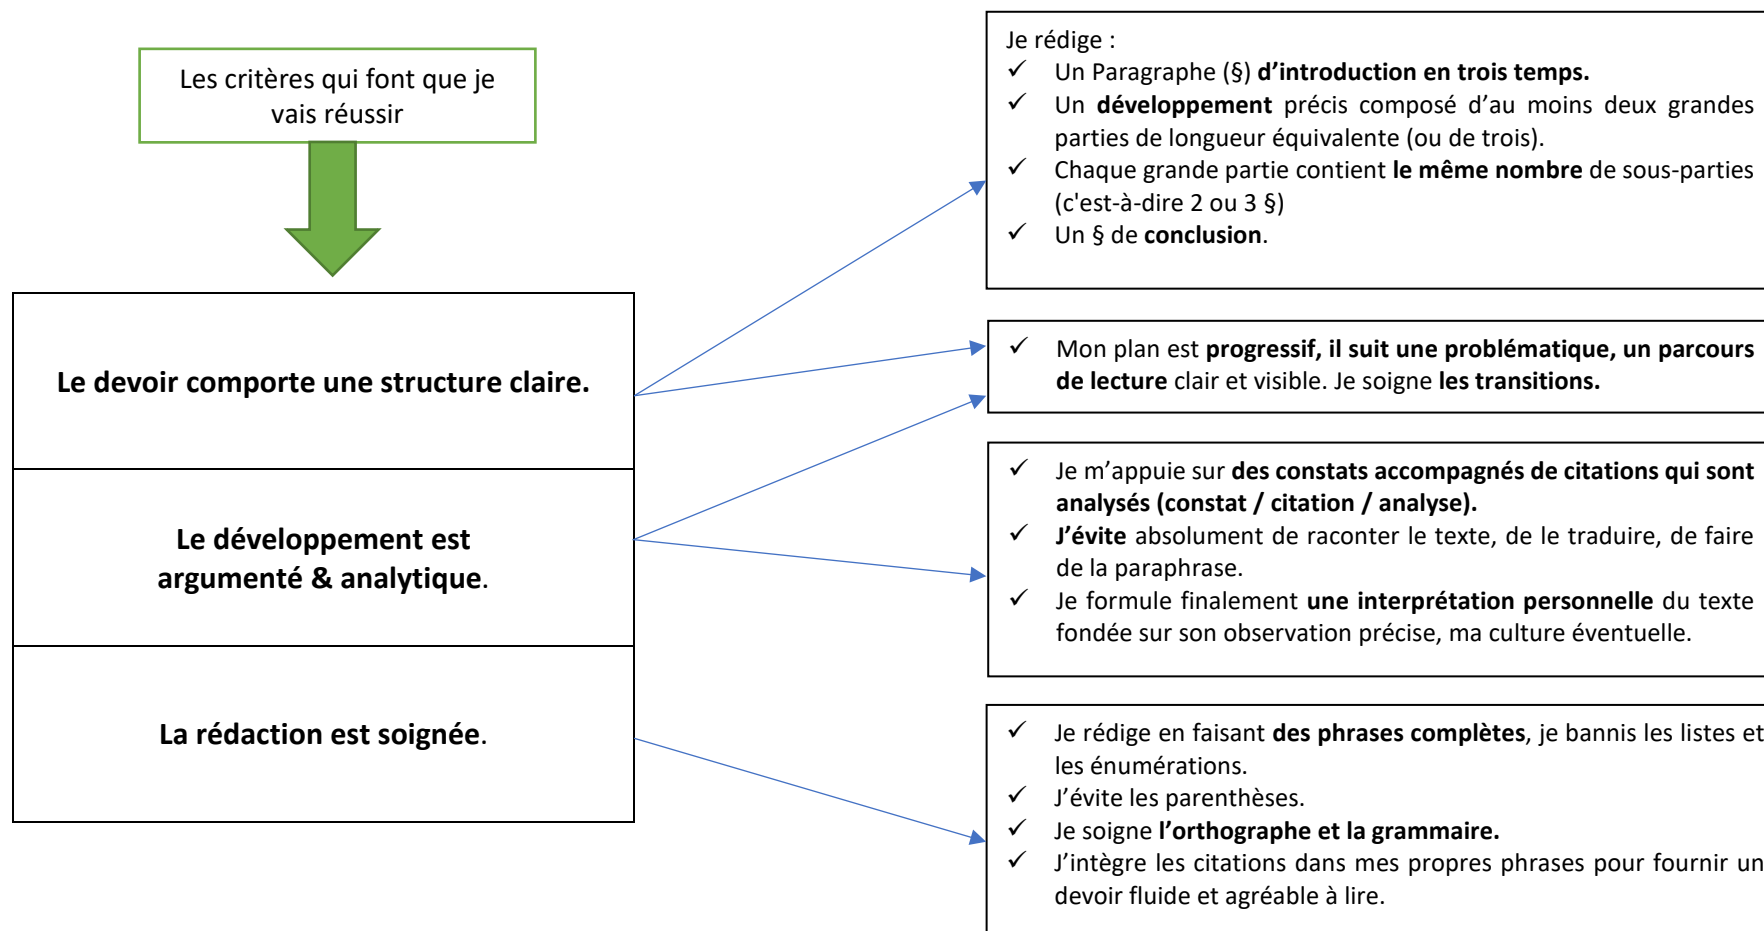 Les critères qui font que je
vais réussir
Le devoir comporte une structure claire.
Le développement est
argumenté & analytique.
La rédaction est soignée.
Je rédige :
✓ Un Paragraphe (§) d’introduction en trois temps.
✓ Un développement précis composé d’au moins deux grandes
parties de longueur équivalente (ou de trois).
✓ Chaque grande partie contient le même nombre de sous-parties
(c'est-à-dire 2 ou 3 §)
✓ Un § de conclusion.
✓ Mon plan est progressif, il suit une problématique, un parcours
de lecture clair et visible. Je soigne les transitions.
✓ Je m’appuie sur des constats accompagnés de citations qui sont
analysés (constat / citation / analyse).
✓ J’évite absolument de raconter le texte, de le traduire, de faire
de la paraphrase.
✓ Je formule finalement une interprétation personnelle du texte
fondée sur son observation précise, ma culture éventuelle.
✓ Je rédige en faisant des phrases complètes, je bannis les listes et
les énumérations.
✓ J’évite les parenthèses.
✓ Je soigne l’orthographe et la grammaire.
✓ J’intègre les citations dans mes propres phrases pour fournir un
devoir fluide et agréable à lire.